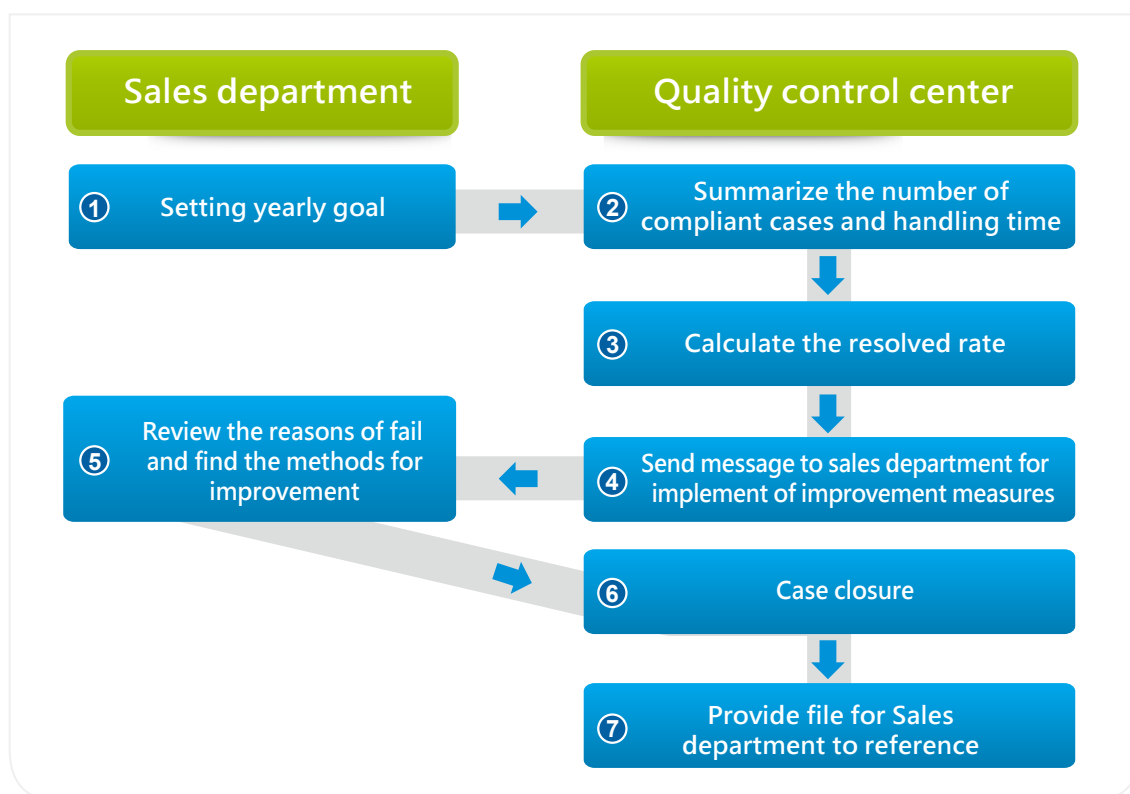 Sales department
Quality control center
1
Setting yearly goal
2
Summarize the number of
compliant cases and handling time
3
Calculate the resolved rate
4
Send message to sales department for
implement of improvement measures
5
Review the reasons of fail
and find the methods for
improvement
6
Case closure
7
Provide file for Sales
department to reference